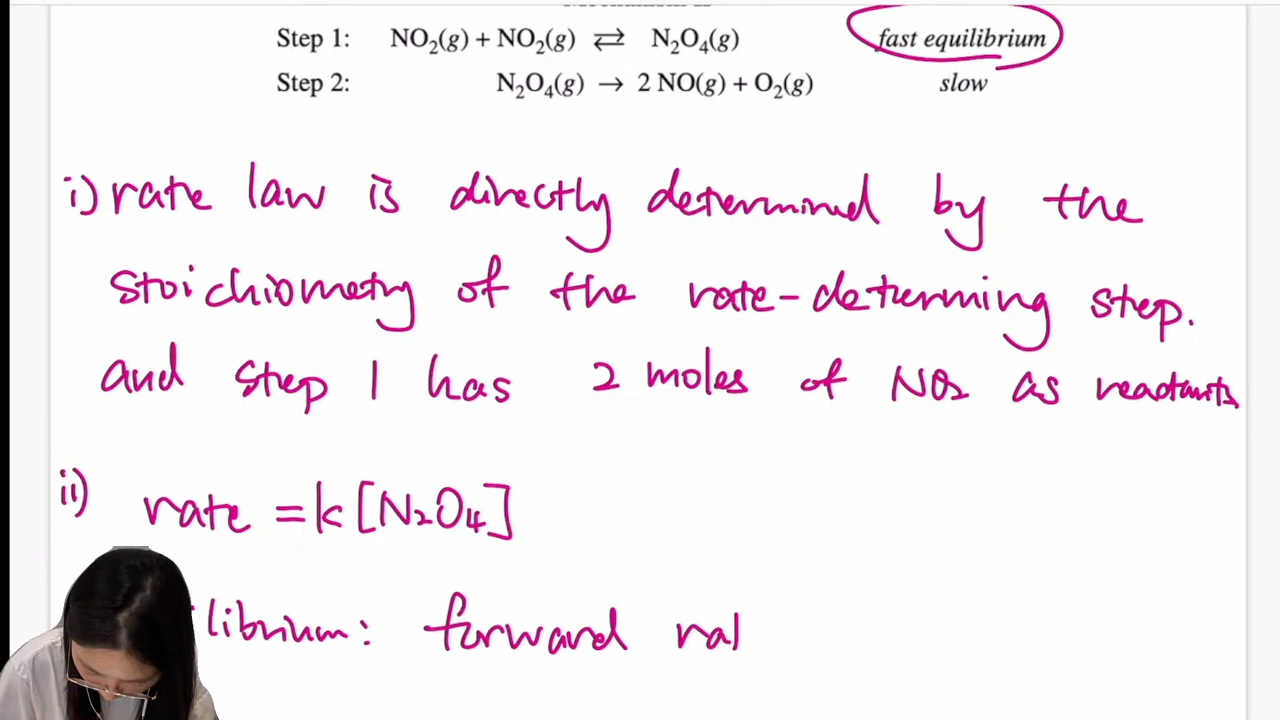 Step 1: NO₂(g) + NO₂(g) ⇄ N₂O₄(g) fast equilibrium
Step 2: N₂O₄(g) → 2 NO(g) + O₂(g) slow
i) rate law is directly determined by the
stoichiometry of the rate-determing step.
and step 1 has 2 moles of NO₂ as reactants
ii) rate = k[N₂O₄]
librium: forward rat